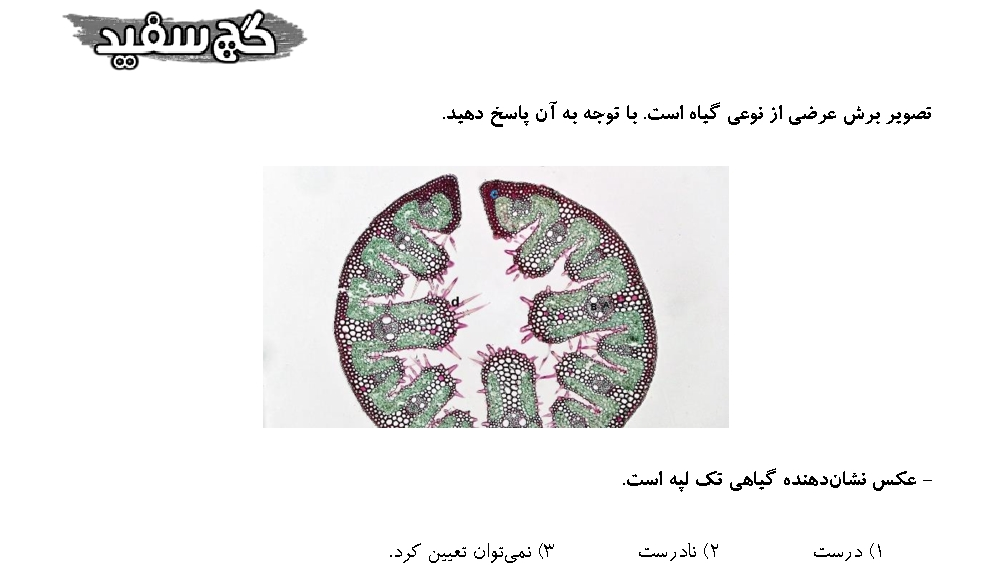 گچ سفید
تصویر برش عرضی از نوعی گیاه است. با توجه به آن پاسخ دهید.
d
– عکس نشان‌دهنده گیاهی تک لپه است.
۱) درست ۲) نادرست ۳) نمی‌توان تعیین کرد.